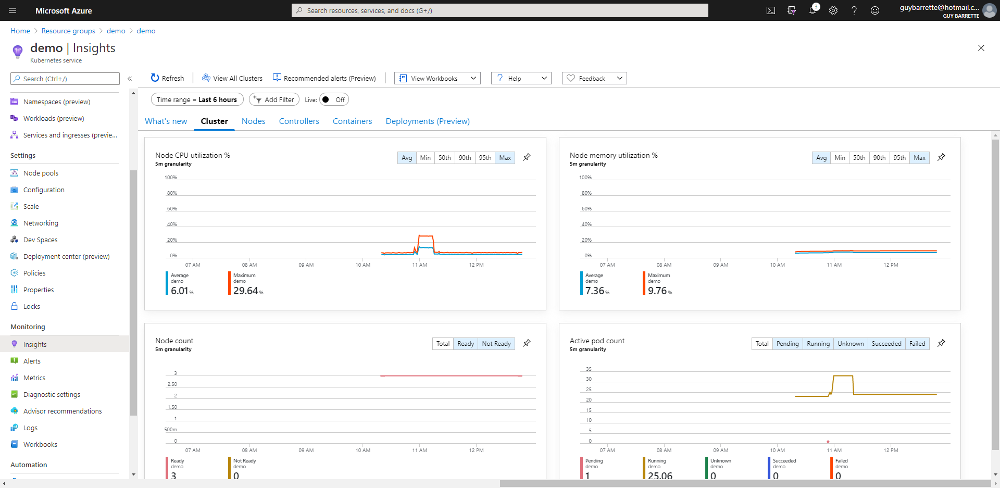 Microsoft Azure
Search resources, services, and docs (G+/)
3
guybarrette@hotmail.c...
GUY BARRETTE
Home > Resource groups > demo > demo
demo | Insights
Kubernetes service
Search (Ctrl+/)
«
Refresh
View All Clusters
Recommended alerts (Preview)
View Workbooks
Help
Feedback
Time range = Last 6 hours
Add Filter
Live: Off
Namespaces (preview)
Workloads (preview)
Services and ingresses (previe...
Settings
Node pools
Configuration
Scale
Networking
Dev Spaces
Deployment center (preview)
Policies
Properties
Locks
Monitoring
Insights
Alerts
Metrics
Diagnostic settings
Advisor recommendations
Logs
Workbooks
Automation
What's new
Cluster
Nodes
Controllers
Containers
Deployments (Preview)
Node CPU utilization %
5m granularity
Avg Min 50th 90th 95th Max
100%
80%
60%
40%
20%
0%
07 AM 08 AM 09 AM 10 AM 11 AM 12 PM
Average
demo
6.01 %
Maximum
demo
29.64 %
Node memory utilization %
5m granularity
Avg Min 50th 90th 95th Max
100%
80%
60%
40%
20%
0%
07 AM 08 AM 09 AM 10 AM 11 AM 12 PM
Average
demo
7.36 %
Maximum
demo
9.76 %
Node count
5m granularity
Total Ready Not Ready
3
2.50
2
1.50
1
500m
0
07 AM 08 AM 09 AM 10 AM 11 AM 12 PM
Ready
demo
3
Not Ready
demo
0
Active pod count
5m granularity
Total Pending Running Unknown Succeeded Failed
35
30
25
20
15
10
5
0
07 AM 08 AM 09 AM 10 AM 11 AM 12 PM
Pending
demo
1
Running
demo
25.06
Unknown
demo
0
Succeeded
demo
0
Failed
demo
0